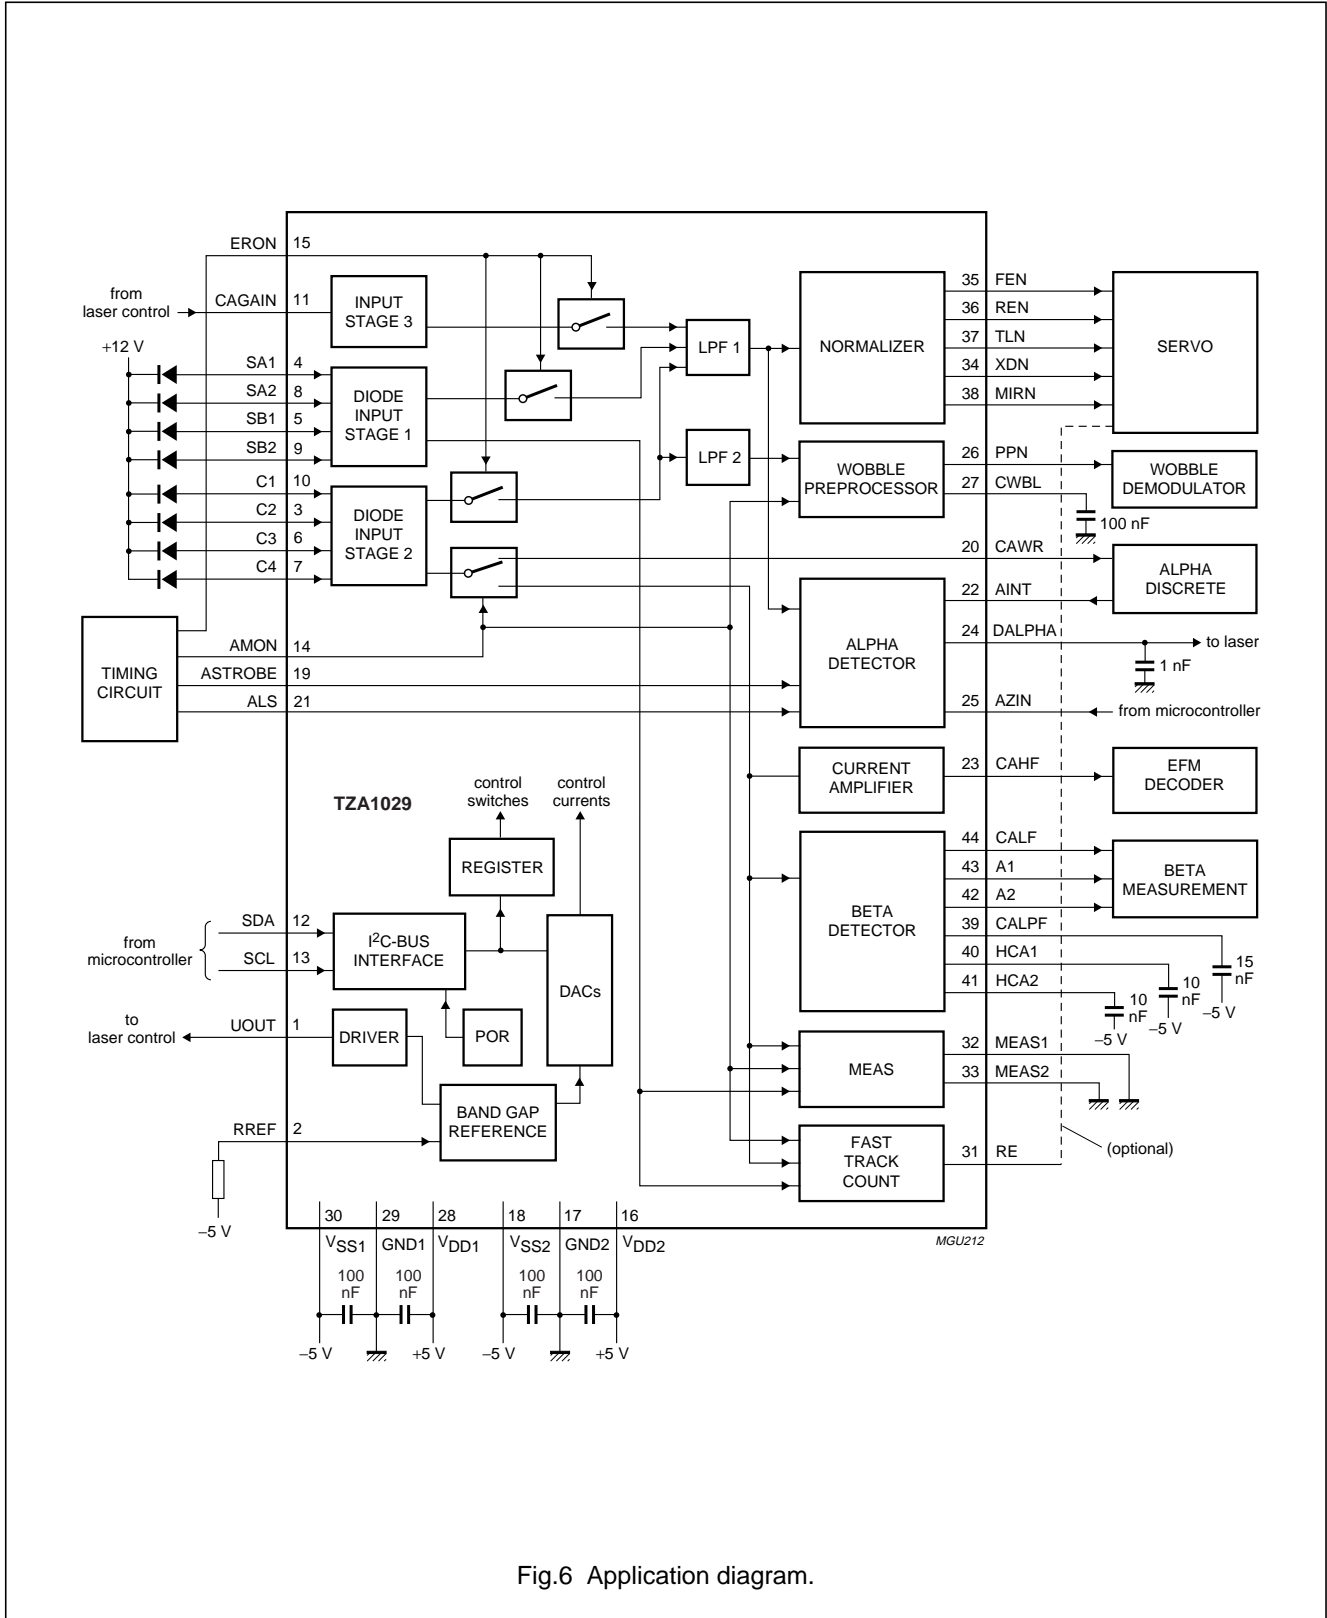 ERON 15
from
laser control
CAGAIN 11
INPUT
STAGE 3
+12 V
SA1 4
SA2 8
SB1 5
SB2 9
DIODE
INPUT
STAGE 1
C1 10
C2 3
C3 6
C4 7
DIODE
INPUT
STAGE 2
LPF 1
LPF 2
NORMALIZER
35 FEN
36 REN
37 TLN
34 XDN
38 MIRN
SERVO
WOBBLE
PREPROCESSOR
26 PPN
27 CWBL
WOBBLE
DEMODULATOR
100 nF
20 CAWR
22 AINT
ALPHA
DISCRETE
24 DALPHA
to laser
1 nF
ALPHA
DETECTOR
25 AZIN
from microcontroller
TIMING
CIRCUIT
AMON 14
ASTROBE 19
ALS 21
CURRENT
AMPLIFIER
23 CAHF
EFM
DECODER
TZA1029
control
switches
control
currents
REGISTER
BETA
DETECTOR
44 CALF
43 A1
42 A2
39 CALPF
40 HCA1
41 HCA2
BETA
MEASUREMENT
15
nF
–5 V
10
nF
–5 V
10
nF
–5 V
from
microcontroller
SDA 12
SCL 13
I2C-BUS
INTERFACE
DACs
to
laser control
UOUT 1
DRIVER
POR
BAND GAP
REFERENCE
RREF 2
–5 V
MEAS
32 MEAS1
33 MEAS2
FAST
TRACK
COUNT
31 RE
(optional)
30 29 28 18 17 16
VSS1 GND1 VDD1 VSS2 GND2 VDD2
MGU212
100 100 100 100
nF nF nF nF
–5 V +5 V –5 V +5 V
Fig.6 Application diagram.